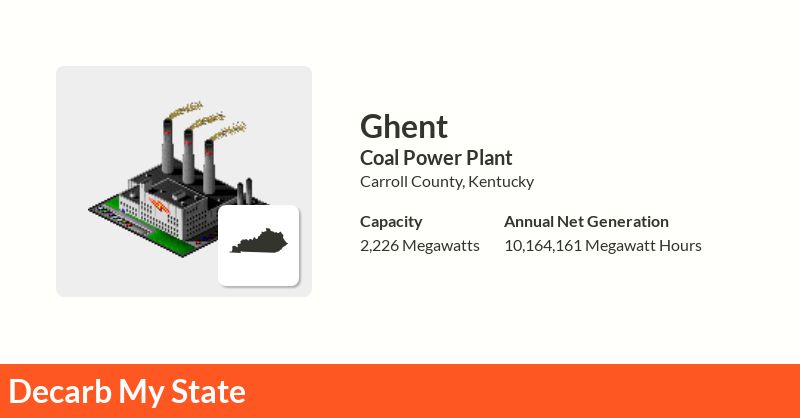 Ghent
Coal Power Plant
Carroll County, Kentucky
Capacity
2,226 Megawatts
Annual Net Generation
10,164,161 Megawatt Hours
Decarb My State